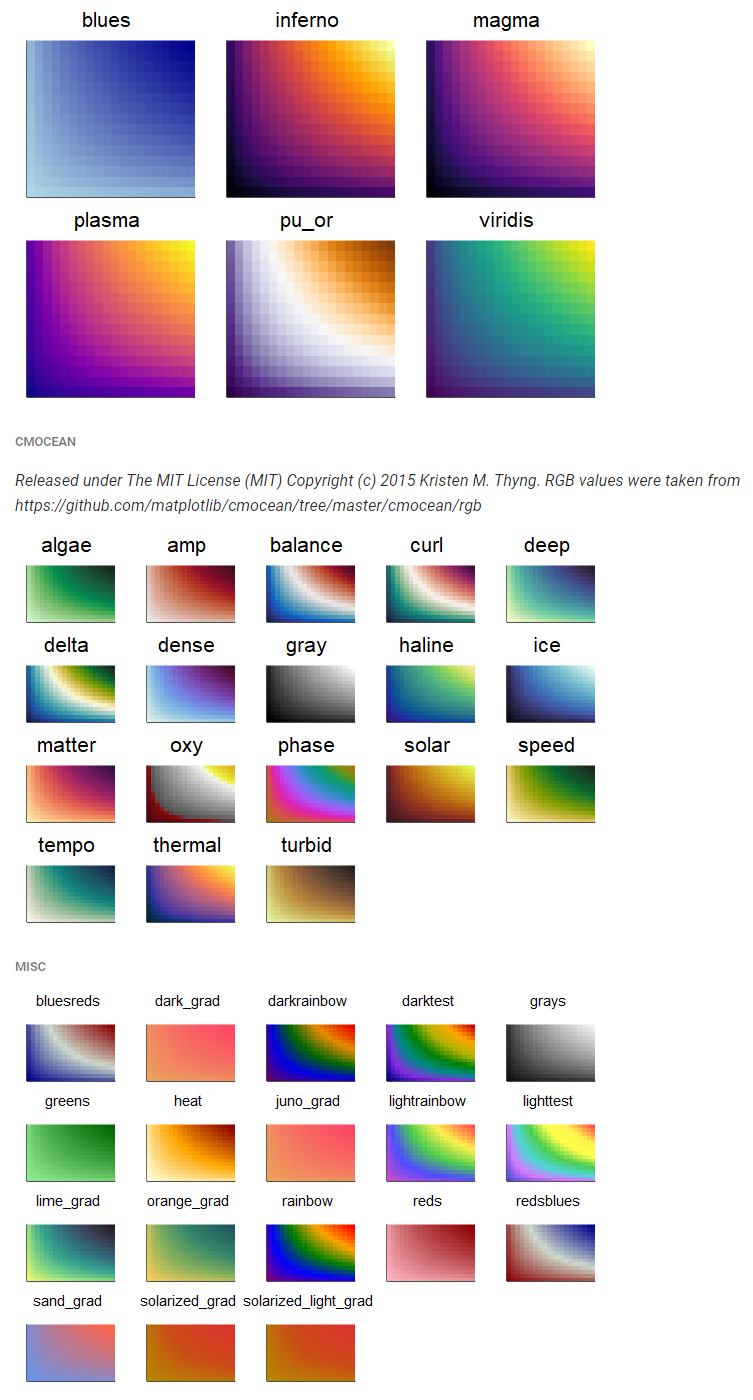 blues inferno magma
plasma pu_or viridis
CMOCEAN
Released under The MIT License (MIT) Copyright (c) 2015 Kristen M. Thyng. RGB values were taken from
https://github.com/matplotlib/cmocean/tree/master/cmocean/rgb
algae amp balance curl deep
delta dense gray haline ice
matter oxy phase solar speed
tempo thermal turbid
MISC
bluesreds dark_grad darkrainbow darktest grays
greens heat juno_grad lightrainbow lighttest
lime_grad orange_grad rainbow reds redsblues
sand_grad solarized_grad solarized_light_grad